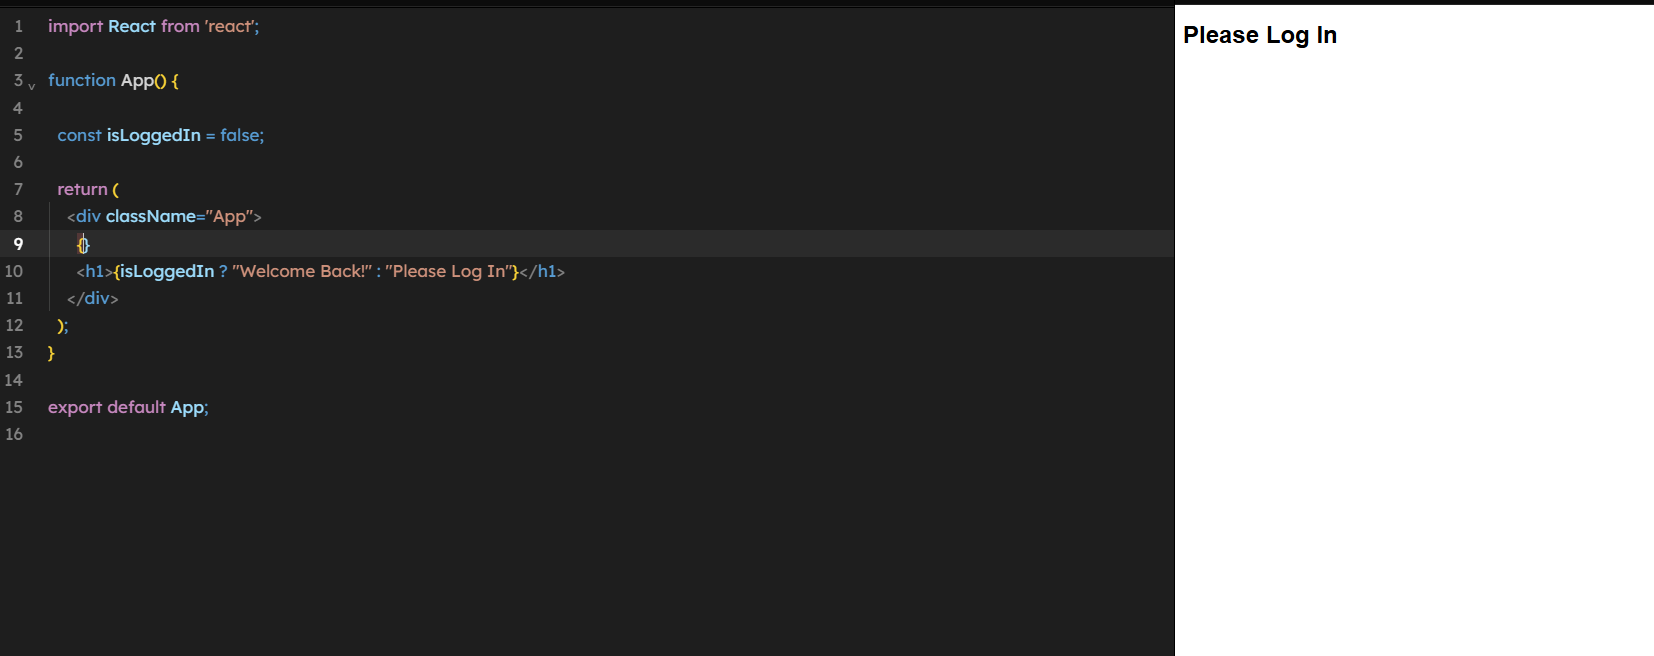 1 import React from 'react';
2
3 function App() {
4
5 const isLoggedIn = false;
6
7 return (
8 <div className="App">
9 {}
10 <h1>{isLoggedIn ? "Welcome Back!" : "Please Log In"}</h1>
11 </div>
12 );
13 }
14
15 export default App;
16
Please Log In